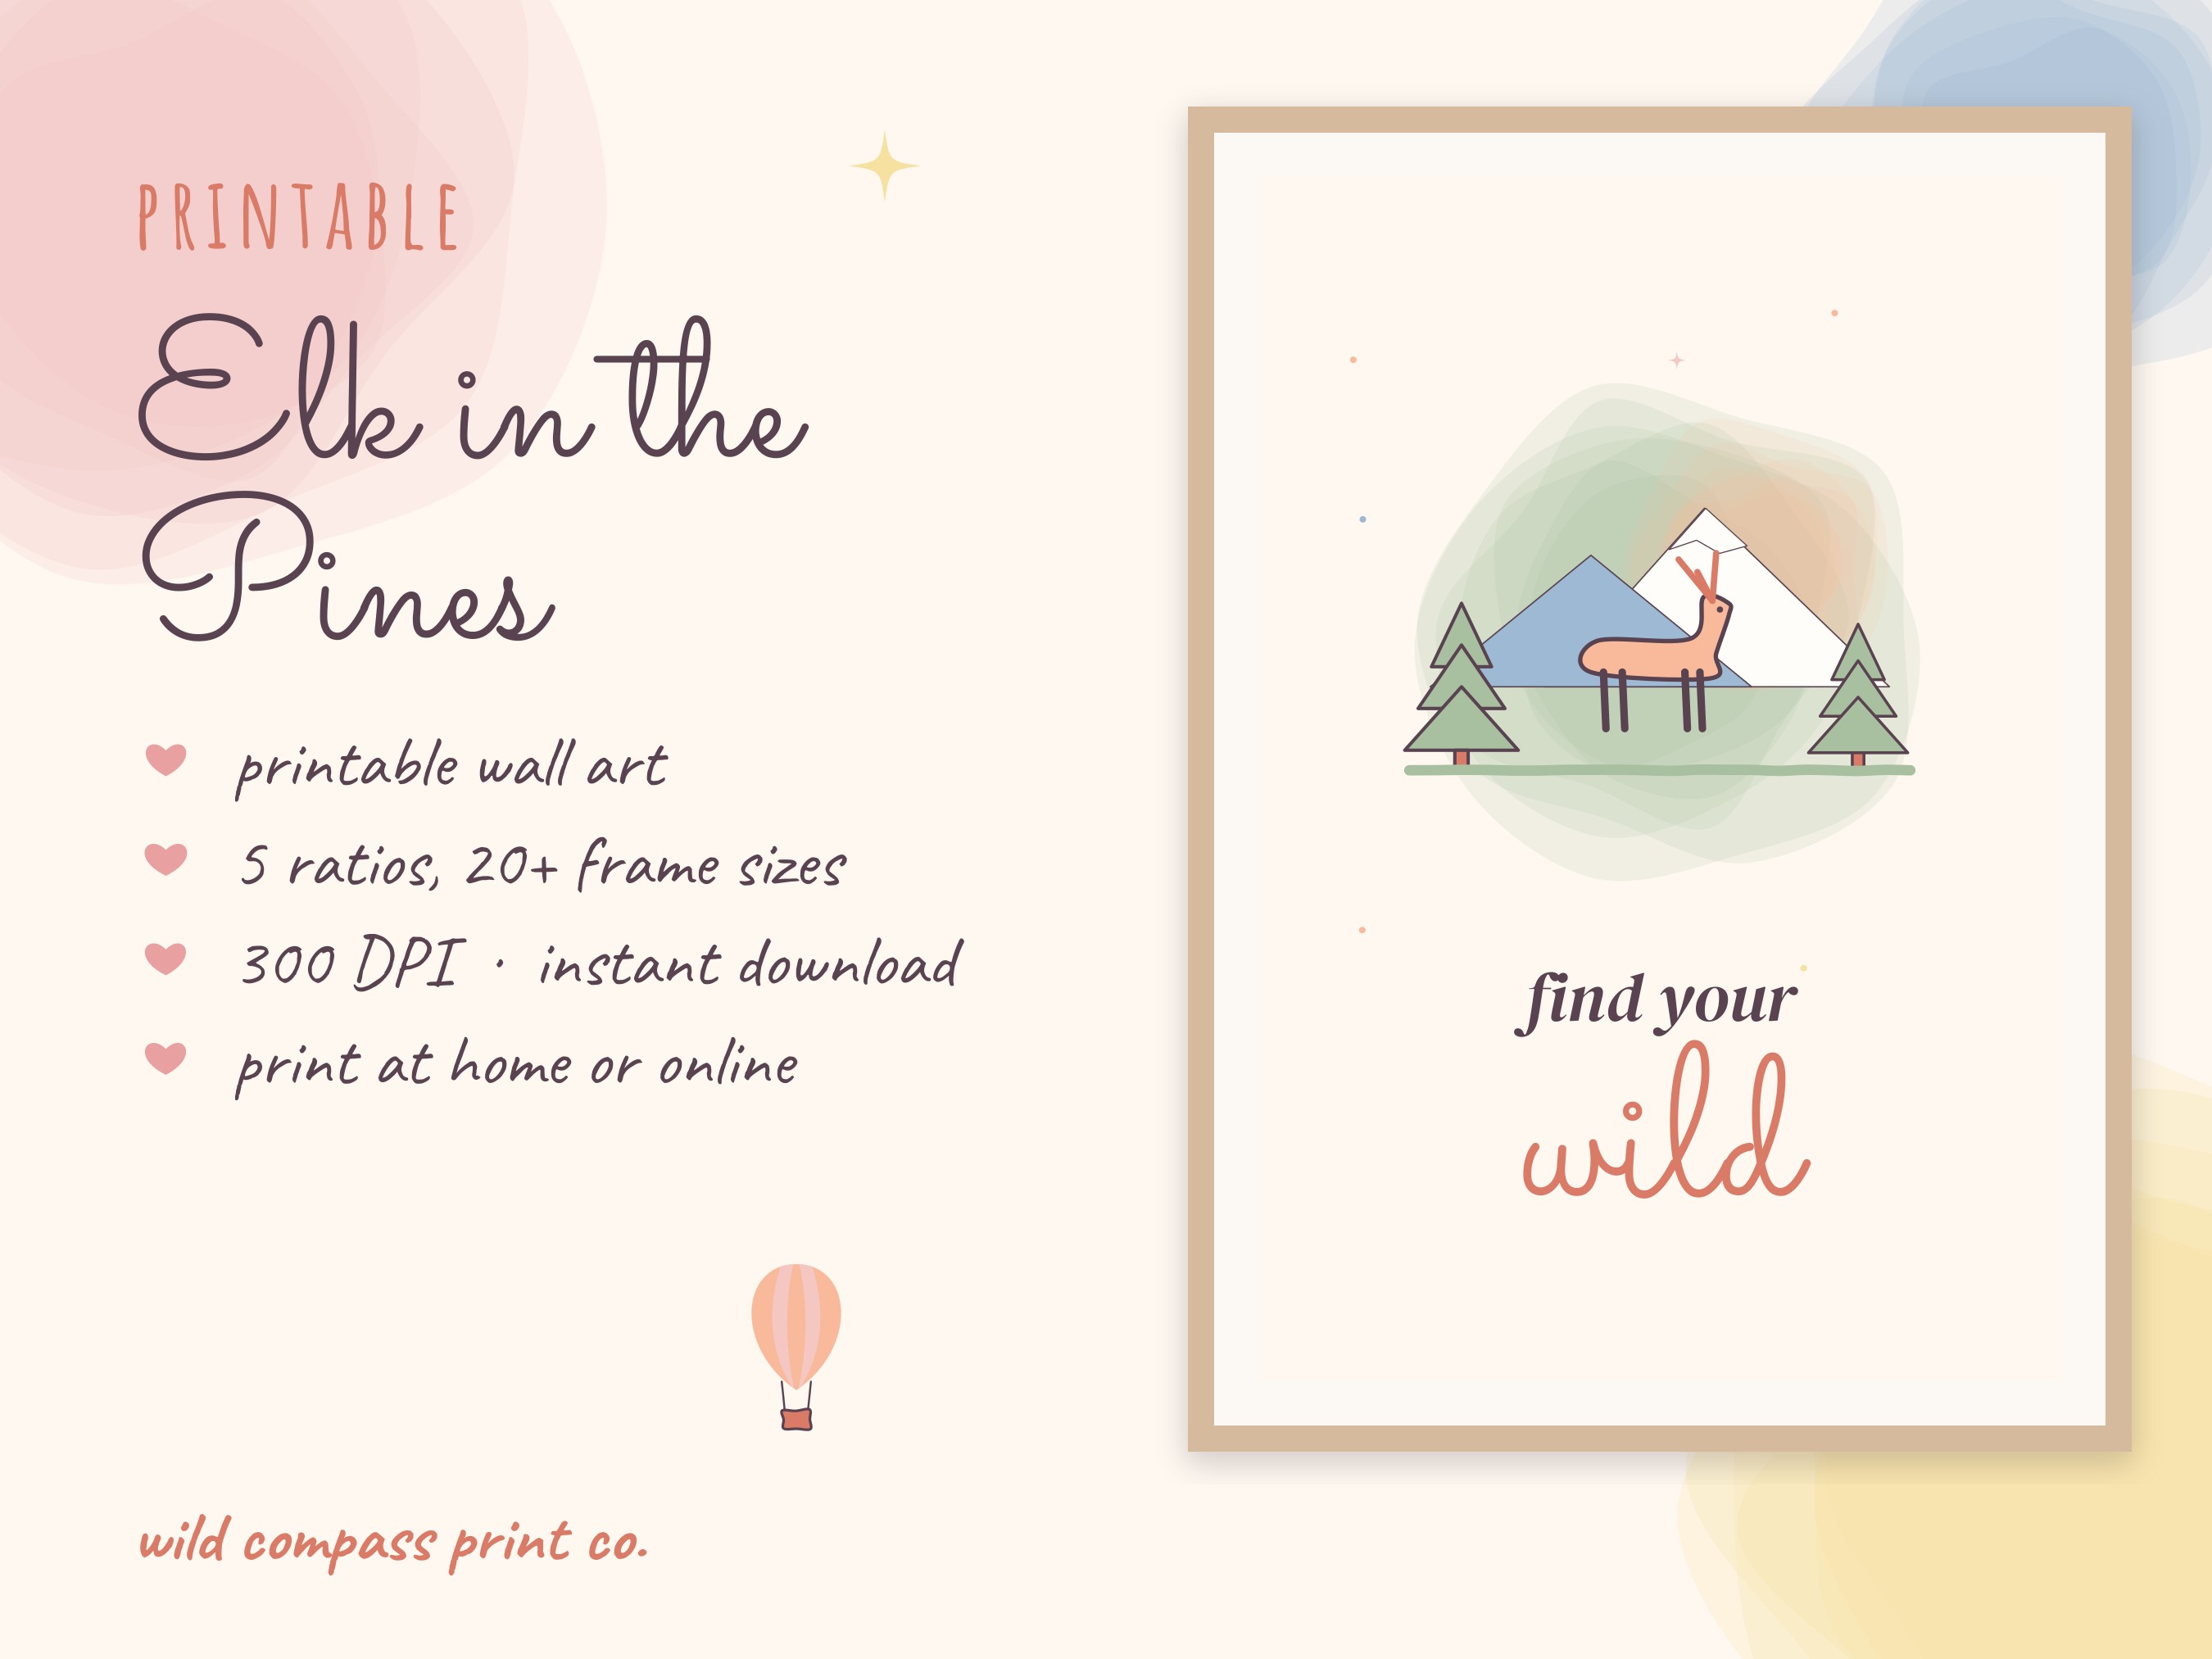 PRINTABLE
Elk in the
Pines
printable wall art
5 ratios, 20+ frame sizes
300 DPI · instant download
print at home or online
wild compass print co.
find your
wild